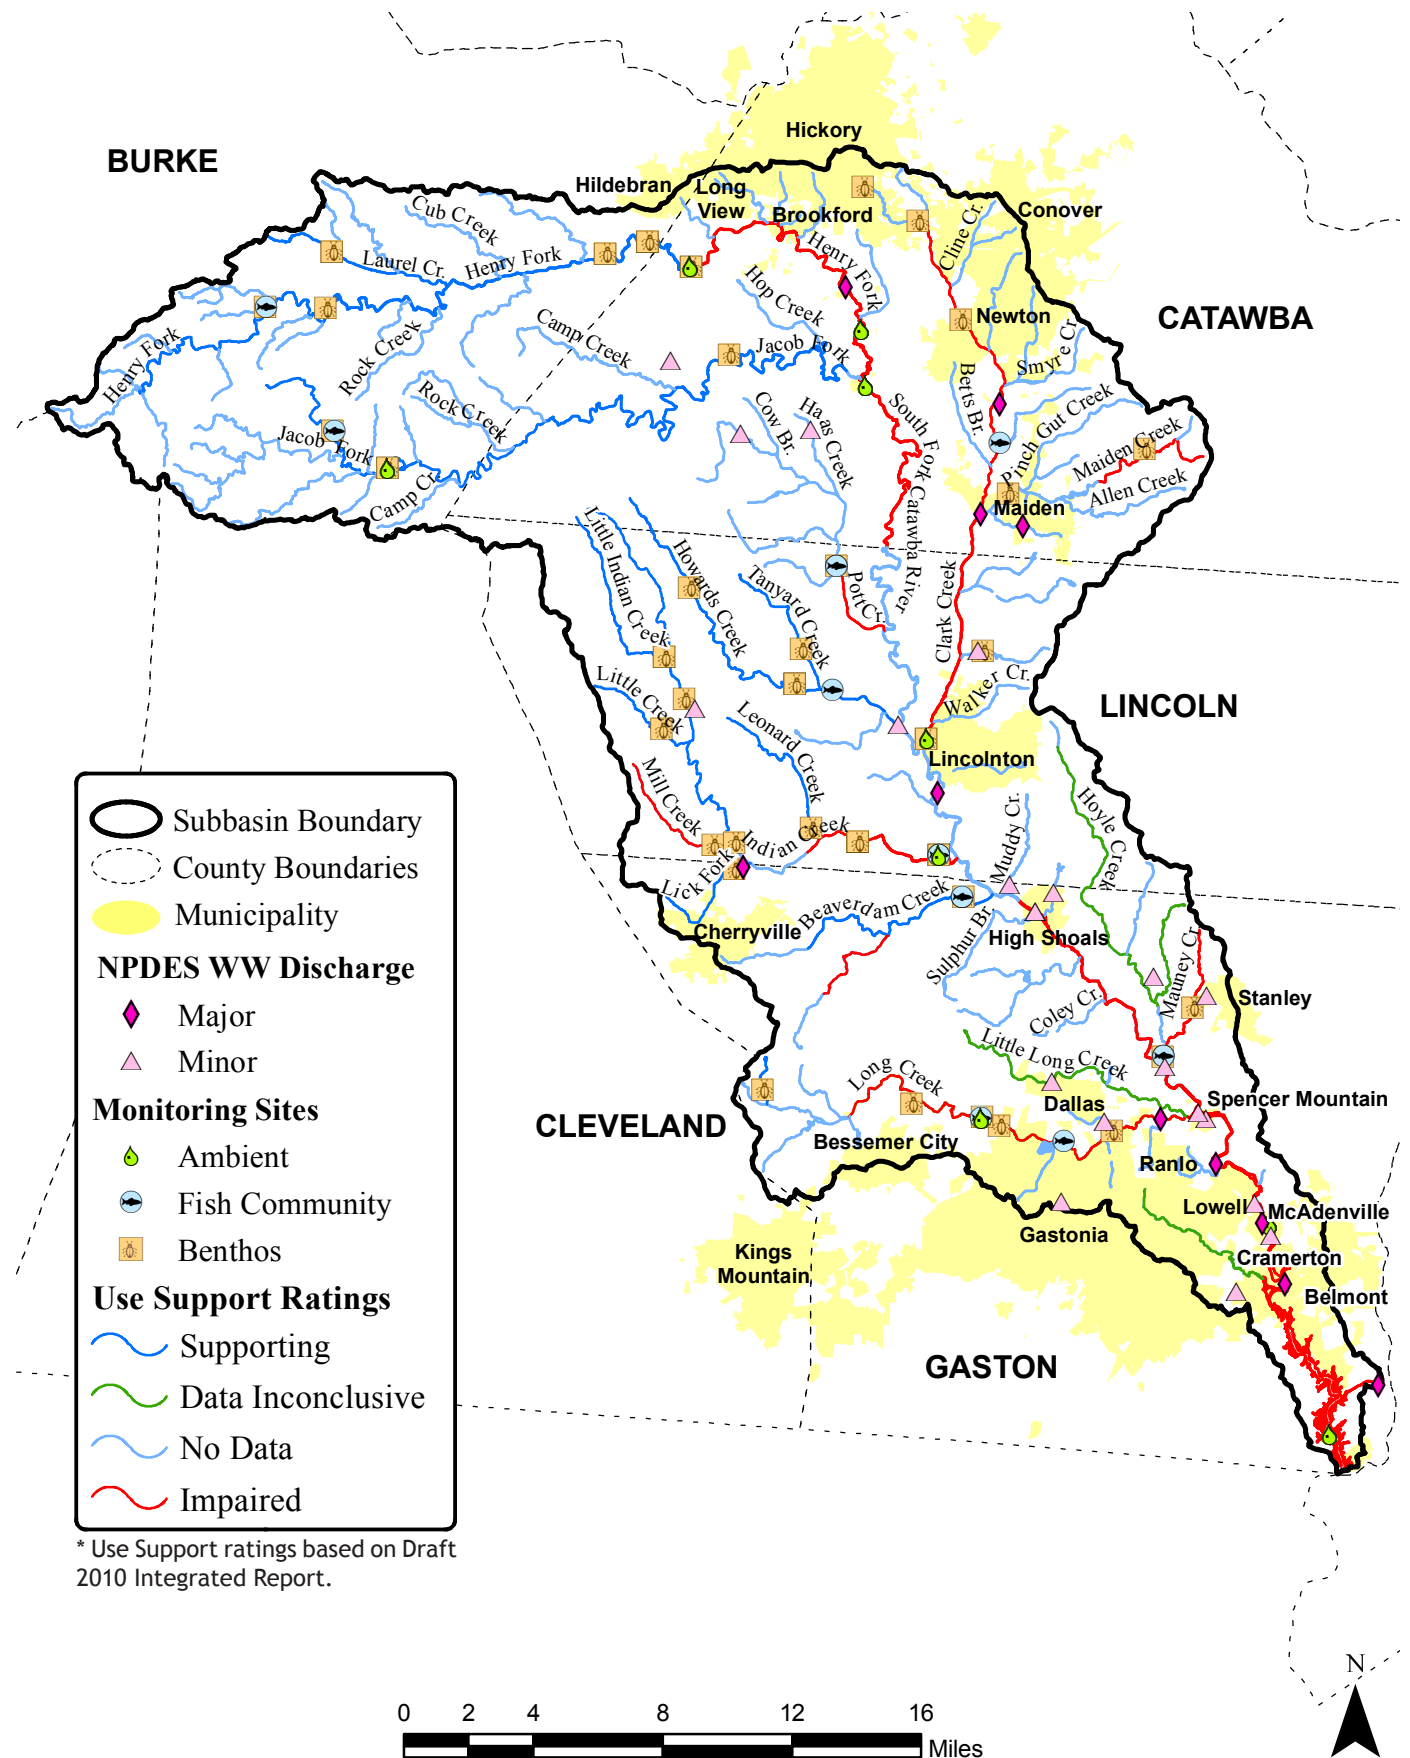 BURKE
Hickory
Hildebran
Long
View
Brookford
Conover
Cub Creek
Laurel Cr.
Henry Fork
Henry Fork
Cline Cr.
Hop Creek
CATAWBA
Newton
Henry Fork
Rock Creek
Camp Creek
Jacob Fork
Smyre Cr
Betts Br.
Rock Creek
Cow Br.
Haas Creek
South Fork Catawba River
Pinch Gut Creek
Maiden Creek
Allen Creek
Jacob
Fork
Camp Cr.
Maiden
Little Indian Creek
Howards Creek
Tanyard Creek
Pott Cr.
Clark Creek
Walker Cr.
LINCOLN
Little Creek
Leonard Creek
Lincolnton
Mill Creek
Indian Creek
Muddy Cr.
Hoyle Creek
Lick Fork
Beaverdam Creek
Cherryville
Sulphur Br.
High Shoals
Mauney Cr.
Stanley
Coley Cr.
Little Long Creek
Long Creek
Dallas
Spencer Mountain
CLEVELAND
Bessemer City
Ranlo
Lowell
McAdenville
Gastonia
Cramerton
Kings
Mountain
Belmont
GASTON
Subbasin Boundary
County Boundaries
Municipality
NPDES WW Discharge
Major
Minor
Monitoring Sites
Ambient
Fish Community
Benthos
Use Support Ratings
Supporting
Data Inconclusive
No Data
Impaired
* Use Support ratings based on Draft
2010 Integrated Report.
N
0 2 4 8 12 16
Miles